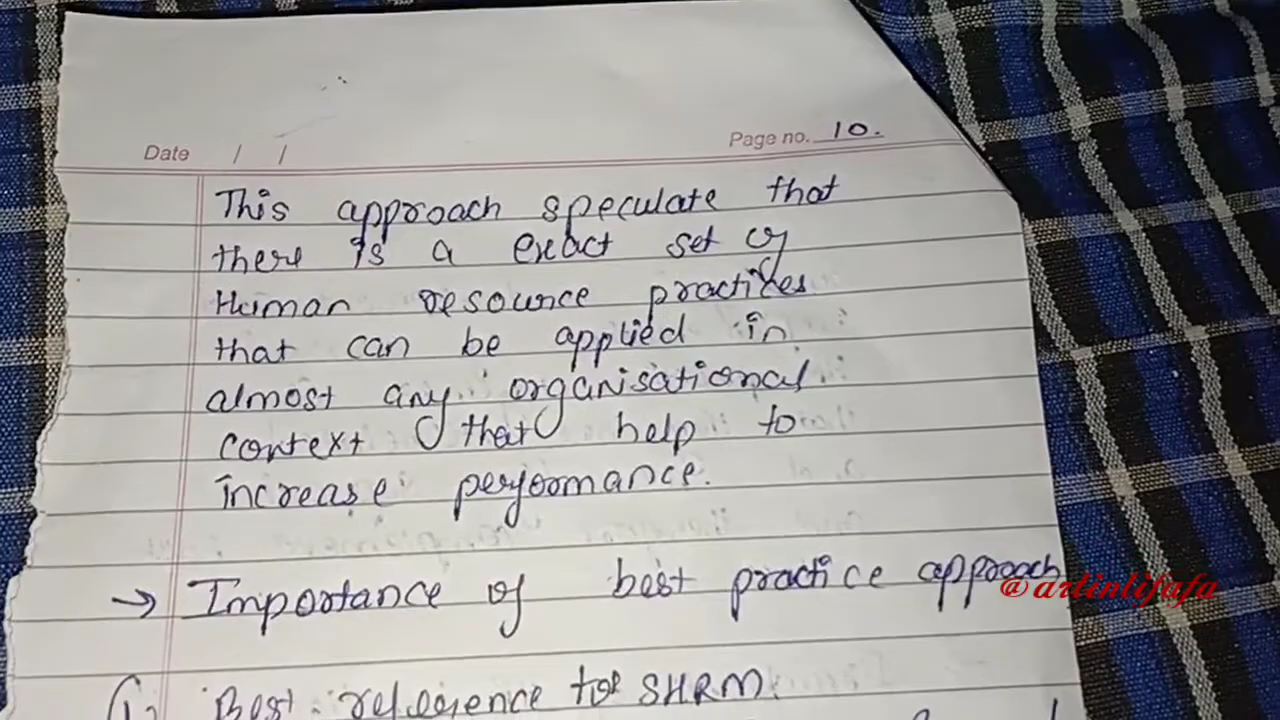 Date / / Page no. 10.
This approach speculate that
there is a exact set of
Human resource practices
that can be applied in
almost any organisational
context that help to
increase performance.
→ Importance of best practice approach
@artinlifafa
(1) Best reference for SHRM.